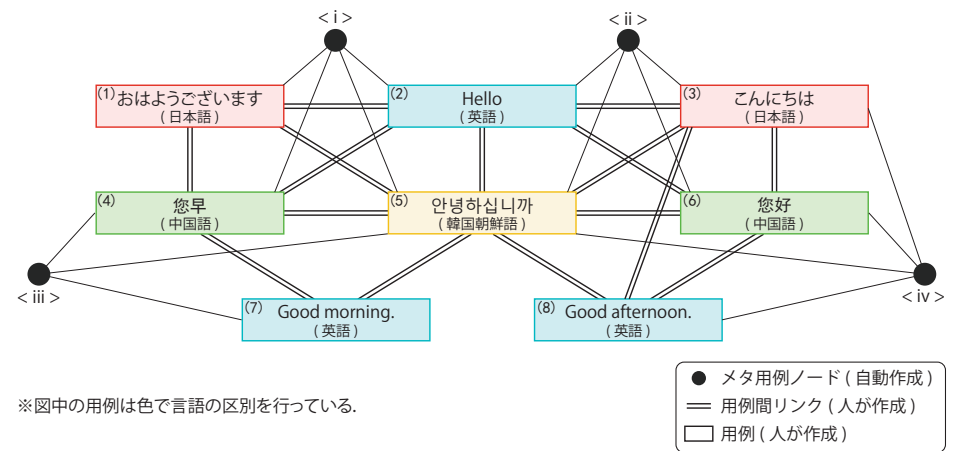 < i >
< ii >
(1) おはようございます
( 日本語 )
(2) Hello
( 英語 )
(3) こんにちは
( 日本語 )
(4) 您早
( 中国語 )
(5) 안녕하십니까
( 韓国朝鮮語 )
(6) 您好
( 中国語 )
< iii >
< iv >
(7) Good morning.
( 英語 )
(8) Good afternoon.
( 英語 )
※図中の用例は色で言語の区別を行っている.
メタ用例ノード ( 自動作成 )
用例間リンク ( 人が作成 )
用例 ( 人が作成 )